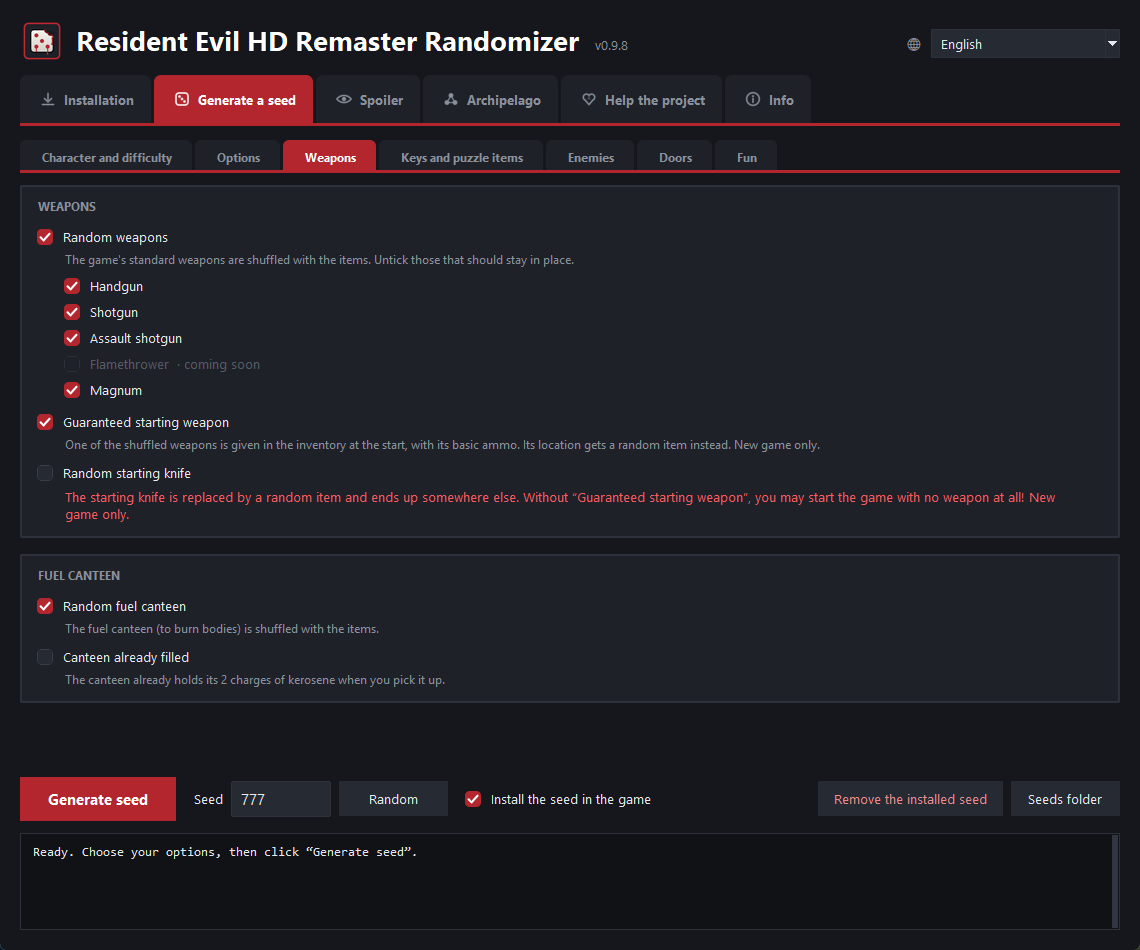 Resident Evil HD Remaster Randomizer v0.9.8
English
Installation
Generate a seed
Spoiler
Archipelago
Help the project
Info
Character and difficulty
Options
Weapons
Keys and puzzle items
Enemies
Doors
Fun
WEAPONS
Random weapons
The game's standard weapons are shuffled with the items. Untick those that should stay in place.
Handgun
Shotgun
Assault shotgun
Flamethrower · coming soon
Magnum
Guaranteed starting weapon
One of the shuffled weapons is given in the inventory at the start, with its basic ammo. Its location gets a random item instead. New game only.
Random starting knife
The starting knife is replaced by a random item and ends up somewhere else. Without “Guaranteed starting weapon”, you may start the game with no weapon at all! New
game only.
FUEL CANTEEN
Random fuel canteen
The fuel canteen (to burn bodies) is shuffled with the items.
Canteen already filled
The canteen already holds its 2 charges of kerosene when you pick it up.
Generate seed
Seed
777
Random
Install the seed in the game
Remove the installed seed
Seeds folder
Ready. Choose your options, then click “Generate seed”.